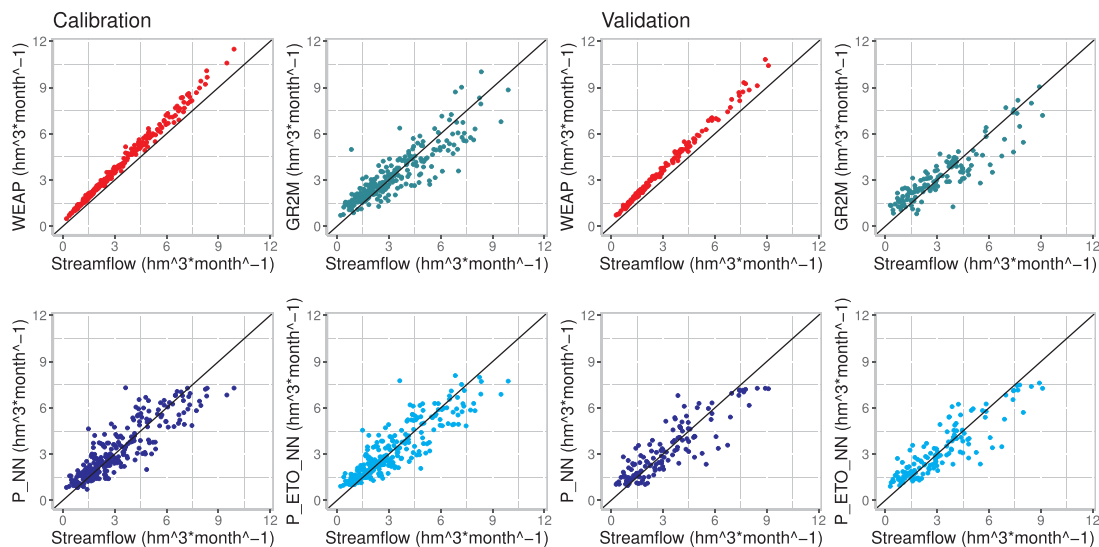 Calibration
Validation
WEAP (hm^3*month^−1)
12
9
6
3
0
0 3 6 9 12
Streamflow (hm^3*month^−1)
GR2M (hm^3*month^−1)
12
9
6
3
0
0 3 6 9 12
Streamflow (hm^3*month^−1)
WEAP (hm^3*month^−1)
12
9
6
3
0
0 3 6 9 12
Streamflow (hm^3*month^−1)
GR2M (hm^3*month^−1)
12
9
6
3
0
0 3 6 9 12
Streamflow (hm^3*month^−1)
P_NN (hm^3*month^−1)
12
9
6
3
0
0 3 6 9 12
Streamflow (hm^3*month^−1)
P_ETO_NN (hm^3*month^−1)
12
9
6
3
0
0 3 6 9 12
Streamflow (hm^3*month^−1)
P_NN (hm^3*month^−1)
12
9
6
3
0
0 3 6 9 12
Streamflow (hm^3*month^−1)
P_ETO_NN (hm^3*month^−1)
12
9
6
3
0
0 3 6 9 12
Streamflow (hm^3*month^−1)